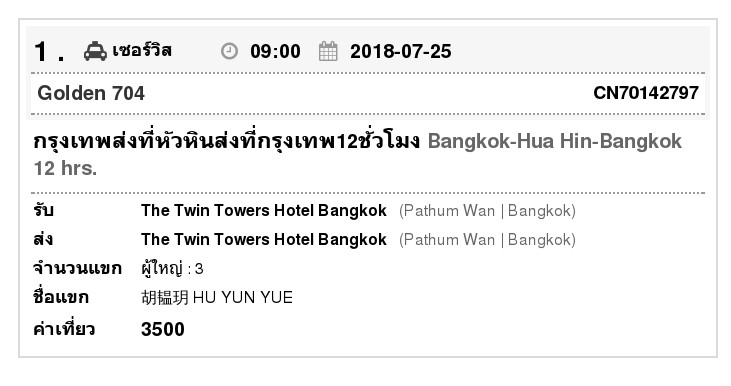 1 . เซอร์วิส 09:00 2018-07-25
Golden 704 CN70142797
กรุงเทพส่งที่หัวหินส่งที่กรุงเทพ12ชั่วโมง Bangkok-Hua Hin-Bangkok
12 hrs.
รับ The Twin Towers Hotel Bangkok (Pathum Wan | Bangkok)
ส่ง The Twin Towers Hotel Bangkok (Pathum Wan | Bangkok)
จำนวนแขก ผู้ใหญ่ : 3
ชื่อแขก 胡韫玥 HU YUN YUE
ค่าเที่ยว 3500